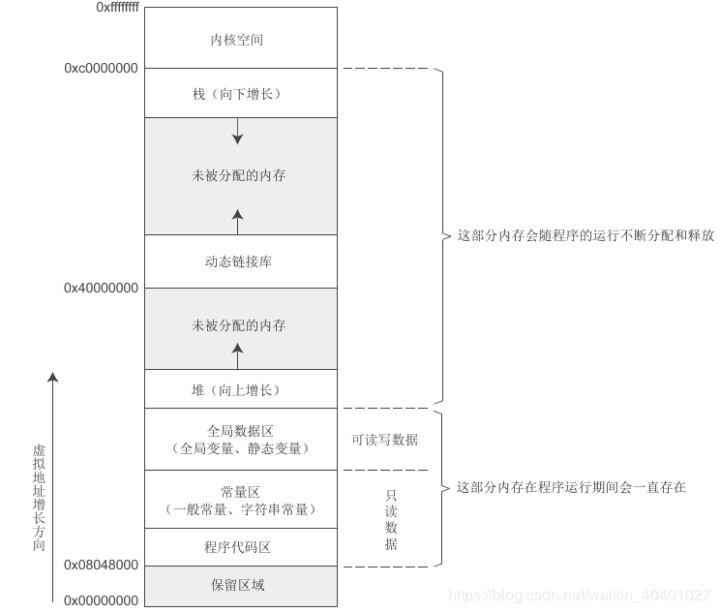 0xffffffff
内核空间
0xc0000000
栈（向下增长）
未被分配的内存
这部分内存会随程序的运行不断分配和释放
动态链接库
0x40000000
未被分配的内存
堆（向上增长）
全局数据区
（全局变量、静态变量）
可读写数据
这部分内存在程序运行期间会一直存在
常量区
（一般常量、字符串常量）
只读数据
程序代码区
虚拟地址增长方向
0x08048000
保留区域
0x00000000
https://blog.csdn.net/weixin_40401027